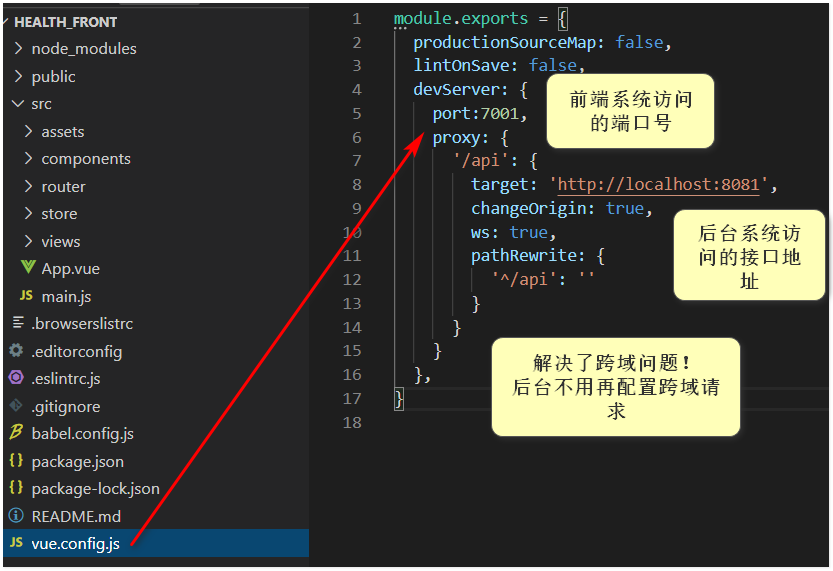 HEALTH_FRONT
node_modules
public
src
assets
components
router
store
views
App.vue
JS main.js
.browserslistrc
.editorconfig
.eslintrc.js
.gitignore
babel.config.js
{} package.json
{} package-lock.json
README.md
JS vue.config.js
1 module.exports = {
2 productionSourceMap: false,
3 lintOnSave: false,
4 devServer: {
5 port:7001,
6 proxy: {
7 '/api': {
8 target: 'http://localhost:8081',
9 changeOrigin: true,
10 ws: true,
11 pathRewrite: {
12 '^/api': ''
13 }
14 }
15 }
16 },
17 }
18
前端系统访问
的端口号
后台系统访
问的接口地
址
解决了跨域问题！
后台不用再配置跨域请
求